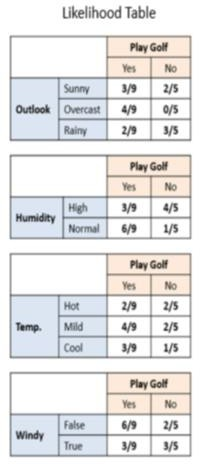 Likelihood Table
Play Golf
Yes No
Outlook Sunny 3/9 2/5
Overcast 4/9 0/5
Rainy 2/9 3/5
Play Golf
Yes No
Humidity High 3/9 4/5
Normal 6/9 1/5
Play Golf
Yes No
Temp. Hot 2/9 2/5
Mild 4/9 2/5
Cool 3/9 1/5
Play Golf
Yes No
Windy False 6/9 2/5
True 3/9 3/5